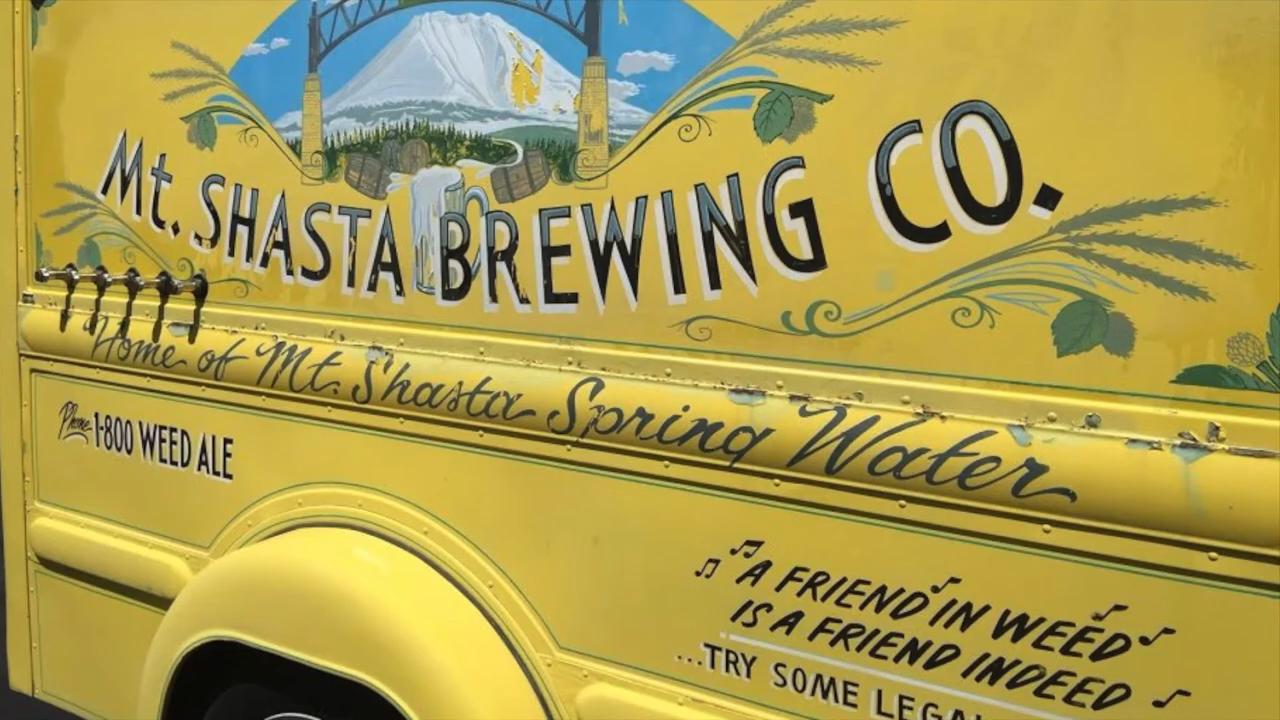 Mt. SHASTA BREWING CO.
Home of Mt. Shasta Spring Water
Phone 1-800 WEED ALE
A FRIEND IN WEED
IS A FRIEND INDEED
...TRY SOME LEGAL